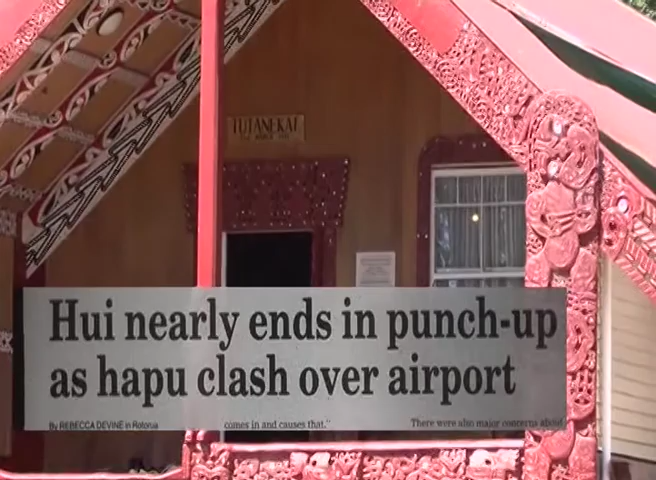 TUTANEKAI
Hui nearly ends in punch-up
as hapu clash over airport
By REBECCA DEVINE in Rotorua
comes in and causes that."
There were also major concerns about